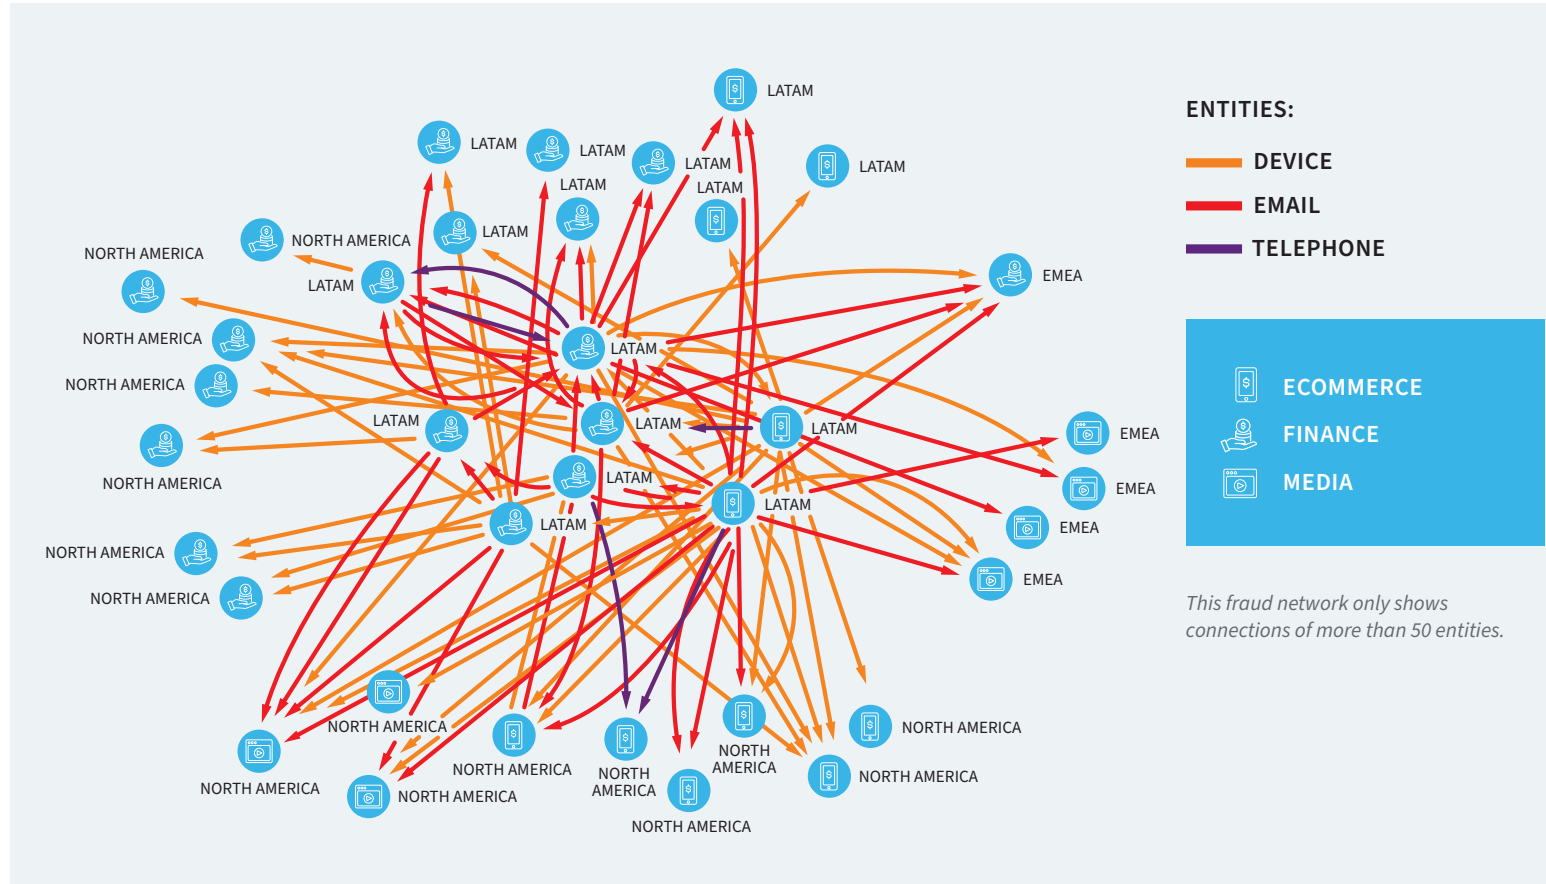 LATAM
LATAM
LATAM
LATAM
LATAM
LATAM
LATAM
LATAM
NORTH AMERICA
NORTH AMERICA
LATAM
EMEA
LATAM
NORTH AMERICA
LATAM
NORTH AMERICA
LATAM
LATAM
LATAM
EMEA
NORTH AMERICA
LATAM
EMEA
LATAM
LATAM
EMEA
NORTH AMERICA
EMEA
NORTH AMERICA
NORTH AMERICA
NORTH AMERICA
NORTH
AMERICA
NORTH AMERICA
NORTH
AMERICA
NORTH AMERICA
NORTH AMERICA
NORTH AMERICA
NORTH AMERICA
ENTITIES:
DEVICE
EMAIL
TELEPHONE
ECOMMERCE
FINANCE
MEDIA
This fraud network only shows
connections of more than 50 entities.